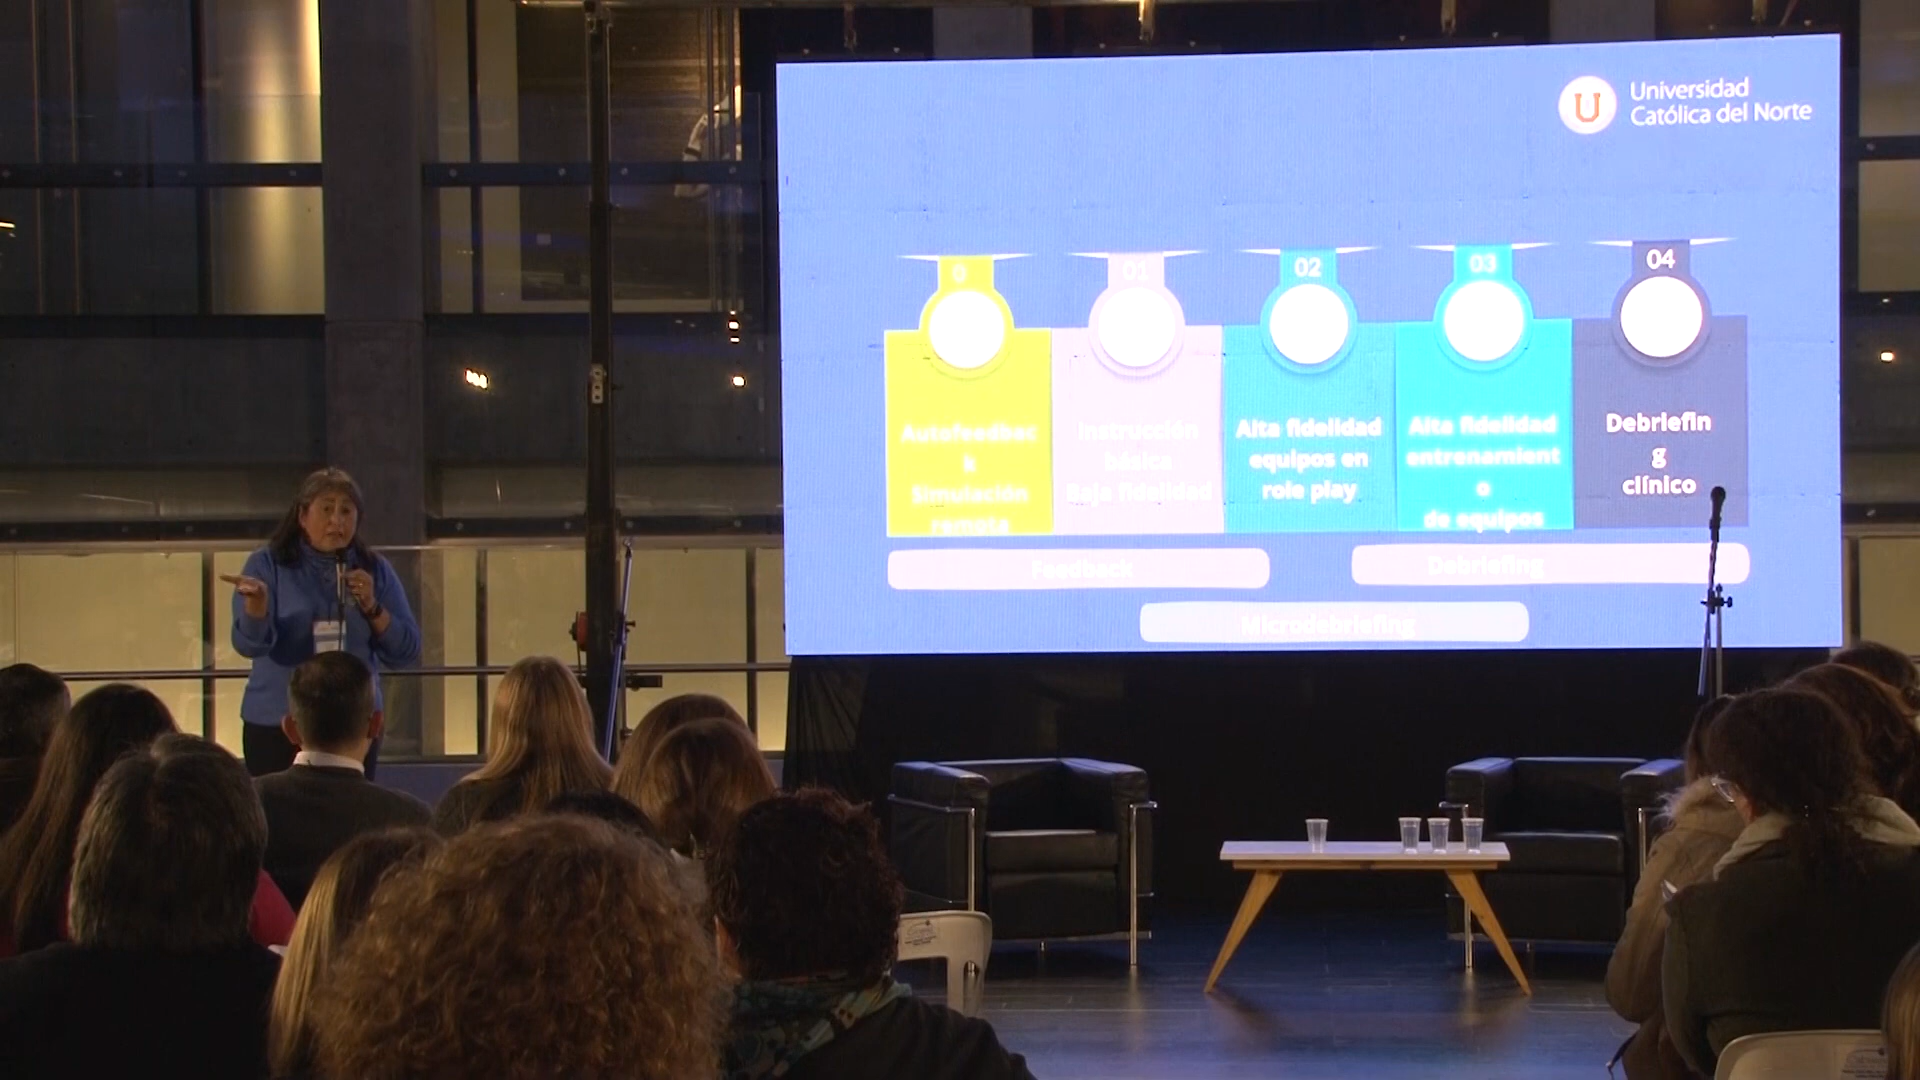 Universidad
Católica del Norte
0
01
02
03
04
Autofeedbac
k
Simulación
remota
Instrucción
básica
Baja fidelidad
Alta fidelidad
equipos en
role play
Alta fidelidad
entrenamient
o
de equipos
Debriefin
g
clínico
Feedback
Debriefing
Microdebriefing